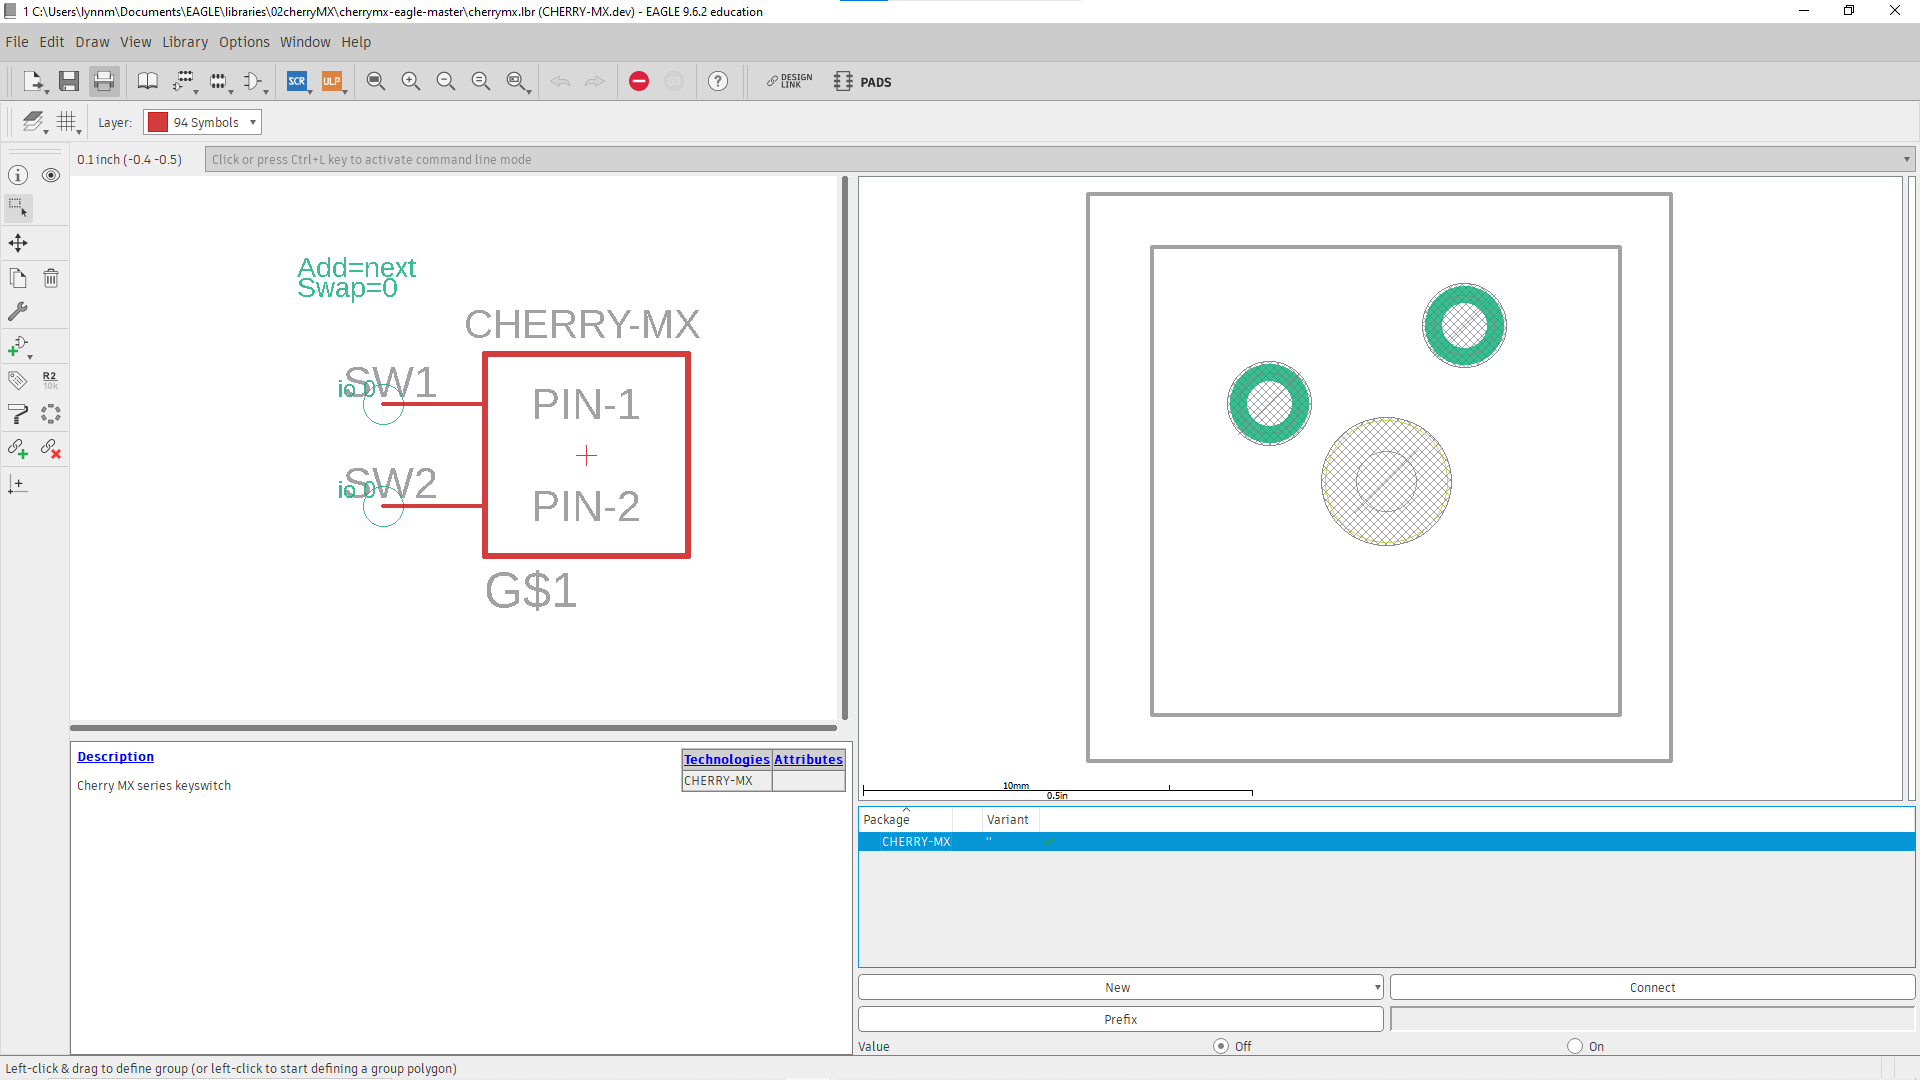 1 C:\Users\lynnm\Documents\EAGLE\libraries\02cherryMX\cherrymx-eagle-master\cherrymx.lbr (CHERRY-MX.dev) - EAGLE 9.6.2 education
File Edit Draw View Library Options Window Help
SCR ULP DESIGN LINK PADS
Layer: 94 Symbols
0.1 inch (-0.4 -0.5) Click or press Ctrl+L key to activate command line mode
R2
10k
Add=next
Swap=0
CHERRY-MX
io 0 SW1 PIN-1
io 0 SW2 PIN-2
G$1
10mm
0.5in
Description
Cherry MX series keyswitch
Technologies Attributes
CHERRY-MX
Package Variant
CHERRY-MX ''
New Connect
Prefix
Value Off On
Left-click & drag to define group (or left-click to start defining a group polygon)